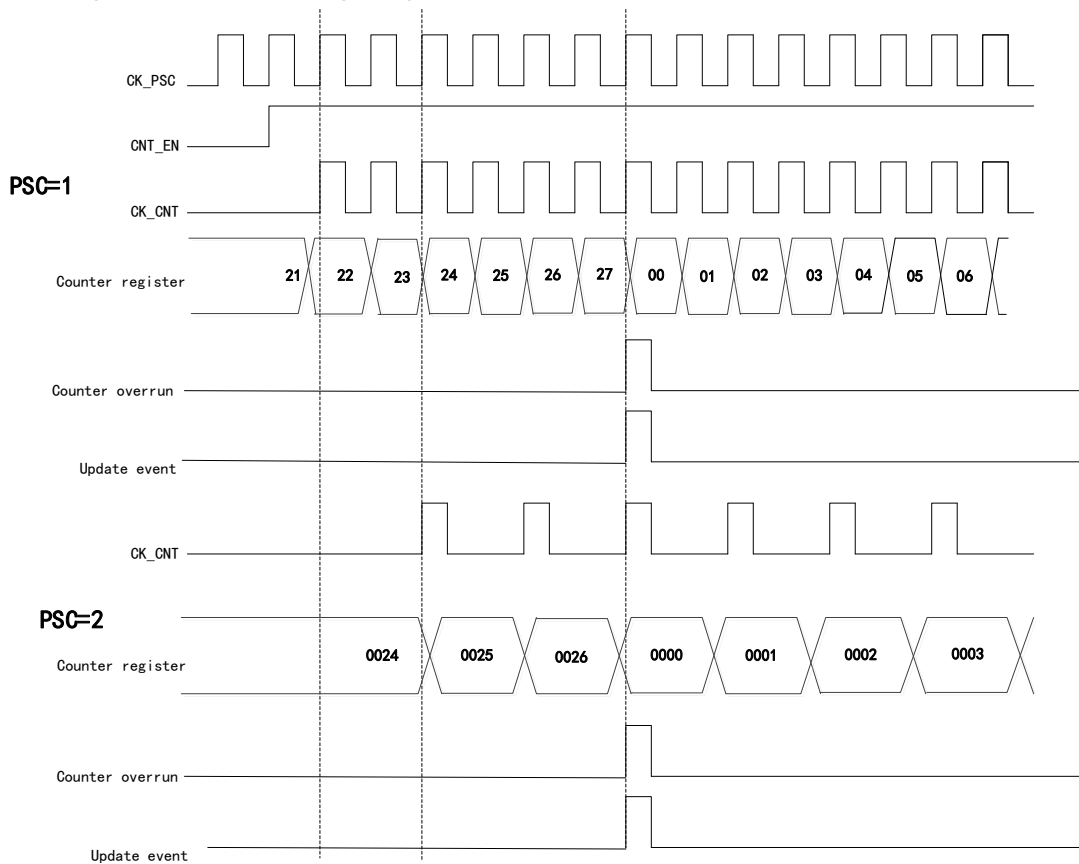 CK_PSC
CNT_EN
PSC=1
CK_CNT
Counter register 21 22 23 24 25 26 27 00 01 02 03 04 05 06
Counter overrun
Update event
CK_CNT
PSC=2
Counter register 0024 0025 0026 0000 0001 0002 0003
Counter overrun
Update event